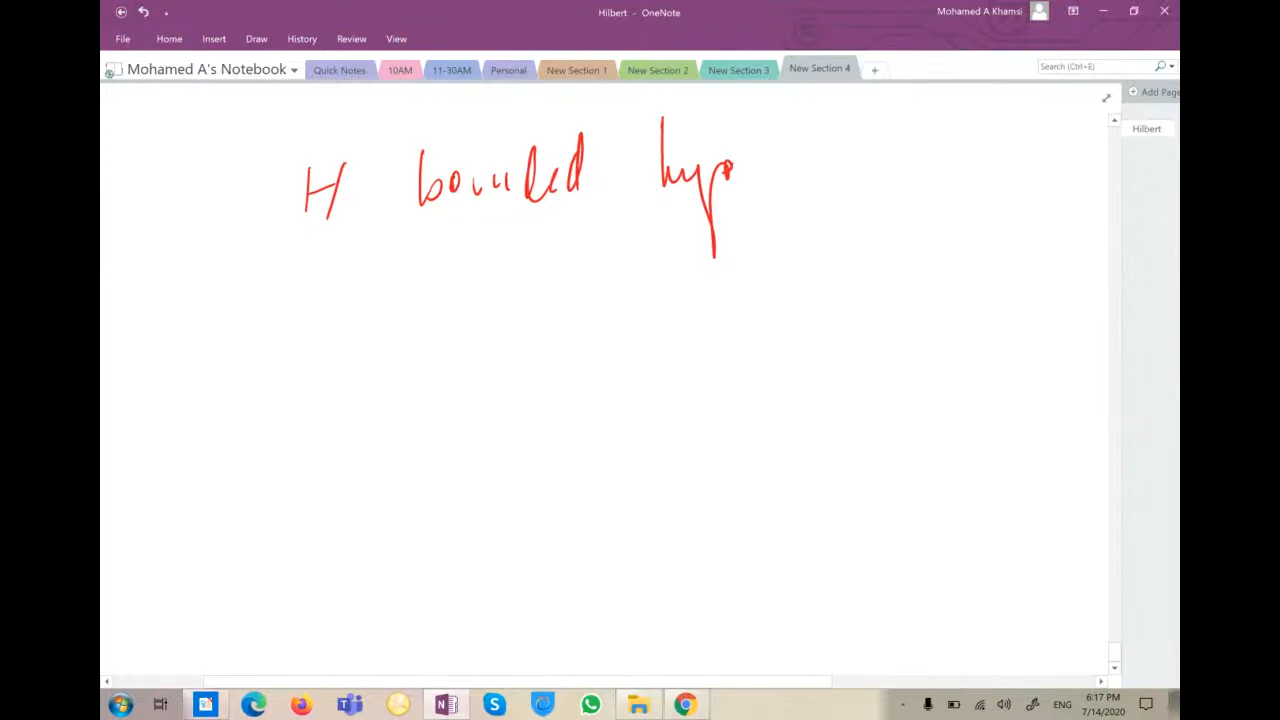 Hilbert - OneNote
Mohamed A Khamsi
File Home Insert Draw History Review View
Mohamed A's Notebook Quick Notes 10AM 11-30AM Personal New Section 1 New Section 2 New Section 3 New Section 4
Search (Ctrl+E)
Add Page
Hilbert
H bounded hyp
6:17 PM
ENG
7/14/2020